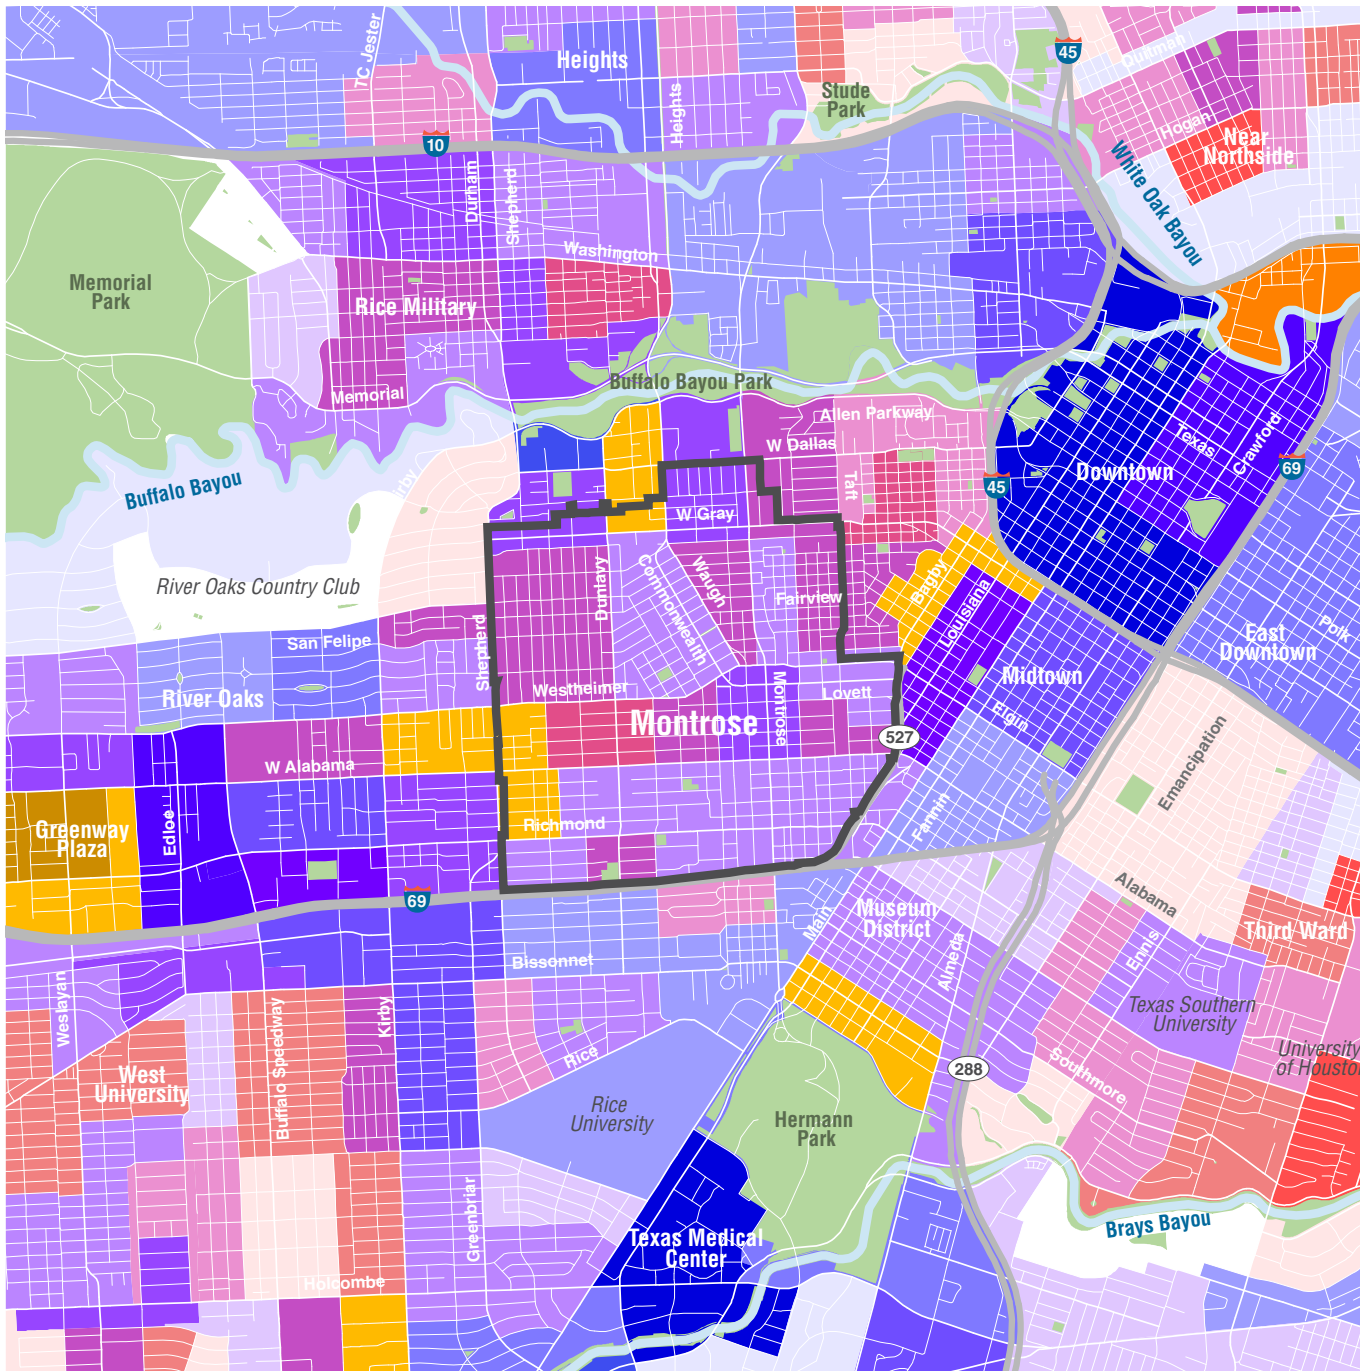 TC Jester
Heights
Heights
Stude
Park
45
Quitman
Hogan
Near
Northside
10
Durham
Shepherd
White Oak Bayou
Washington
Memorial
Park
Rice Military
Memorial
Buffalo Bayou Park
Allen Parkway
W Dallas
Taft
Downtown
Texas
Crawford
69
45
Buffalo Bayou
Kirby
W Gray
River Oaks Country Club
Dunlavy
Commonwealth
Waugh
Fairview
Bagby
Louisiana
Polk
East
Downtown
San Felipe
Shepherd
River Oaks
Westheimer
Montrose
Montrose
Lovett
Midtown
Elgin
527
W Alabama
Emancipation
Greenway
Plaza
Edloe
Richmond
Fannin
69
Alabama
Main
Museum
District
Almeda
Ennis
Third Ward
Bissonnet
Weslayan
Buffalo Speedway
Kirby
Texas Southern
University
University
of Houston
Rice
288
Southmore
West
University
Rice
University
Hermann
Park
Greenbriar
Texas Medical
Center
Brays Bayou
Holcombe